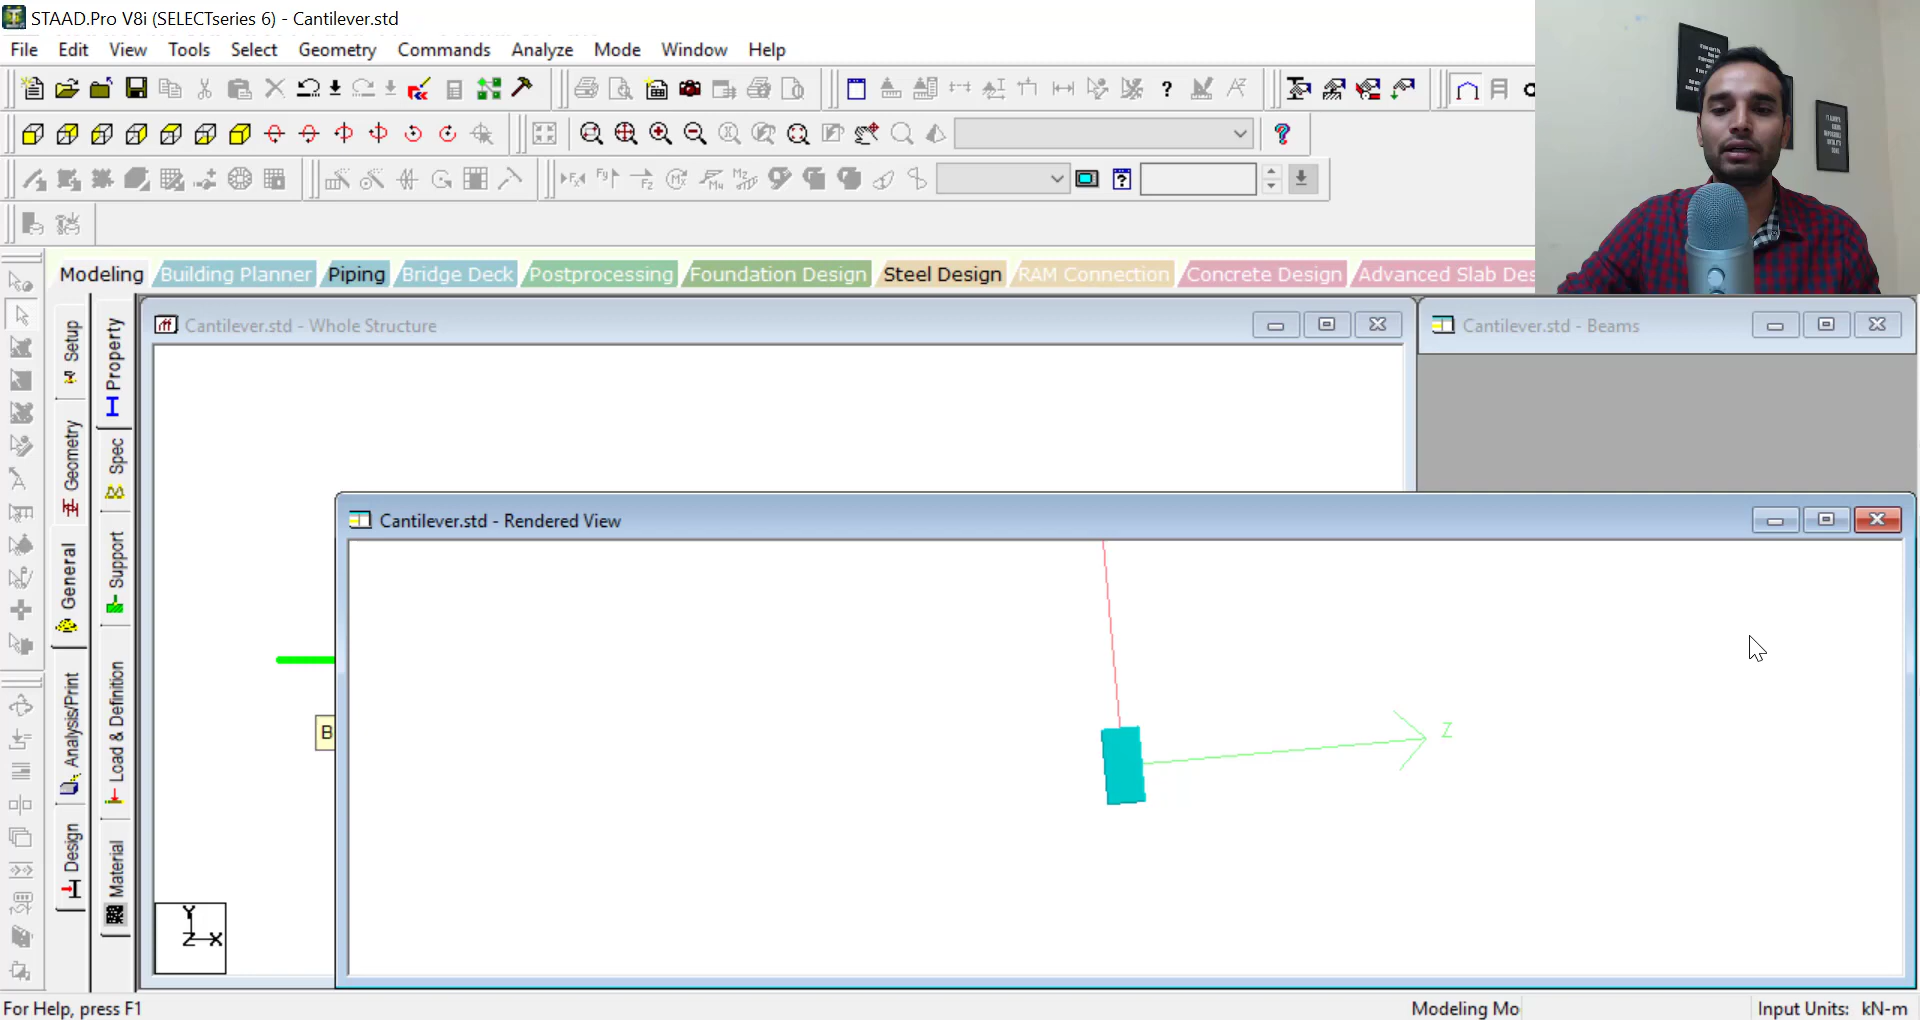 STAAD.Pro V8i (SELECTseries 6) - Cantilever.std
File Edit View Tools Select Geometry Commands Analyze Mode Window Help
Modeling Building Planner Piping Bridge Deck Postprocessing Foundation Design Steel Design RAM Connection Concrete Design Advanced Slab Des
Setup
Geometry
General
Analysis/Print
Design
Property
Spec
Support
Load & Definition
Material
Cantilever.std - Whole Structure
Cantilever.std - Beams
Cantilever.std - Rendered View
Z
B
Y
Z X
For Help, press F1
Modeling Mo
Input Units: kN-m